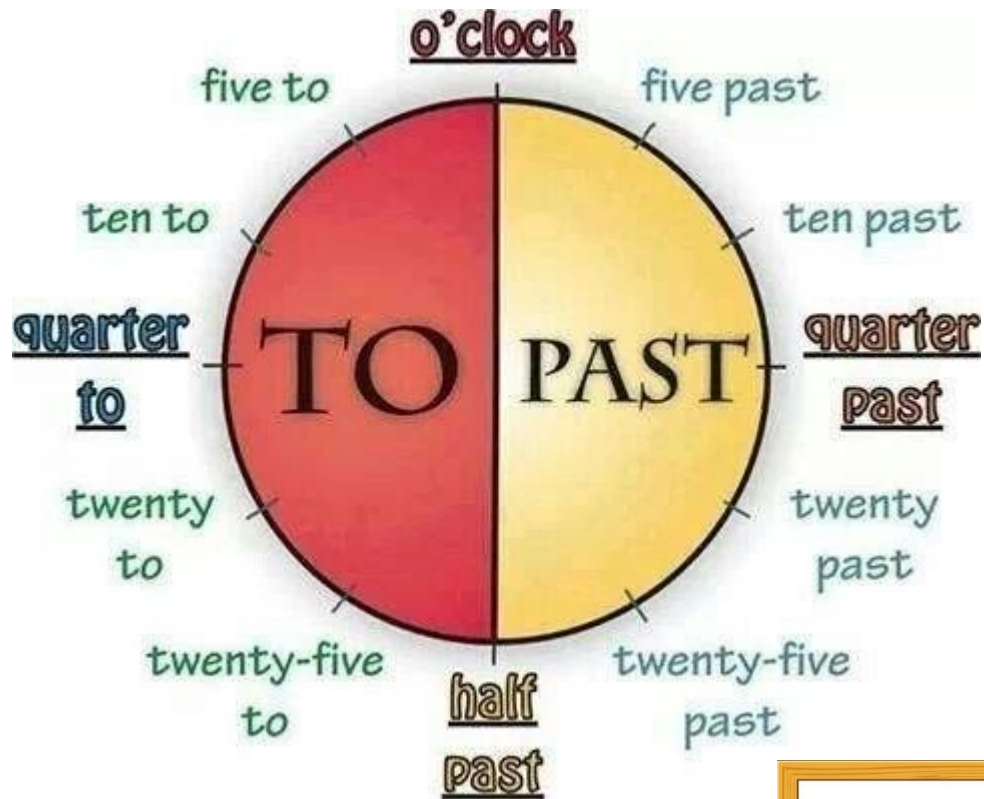 o'clock
five to
five past
ten to
ten past
quarter
to
TO
PAST
quarter
past
twenty
to
twenty
past
twenty-five
to
twenty-five
past
half
past